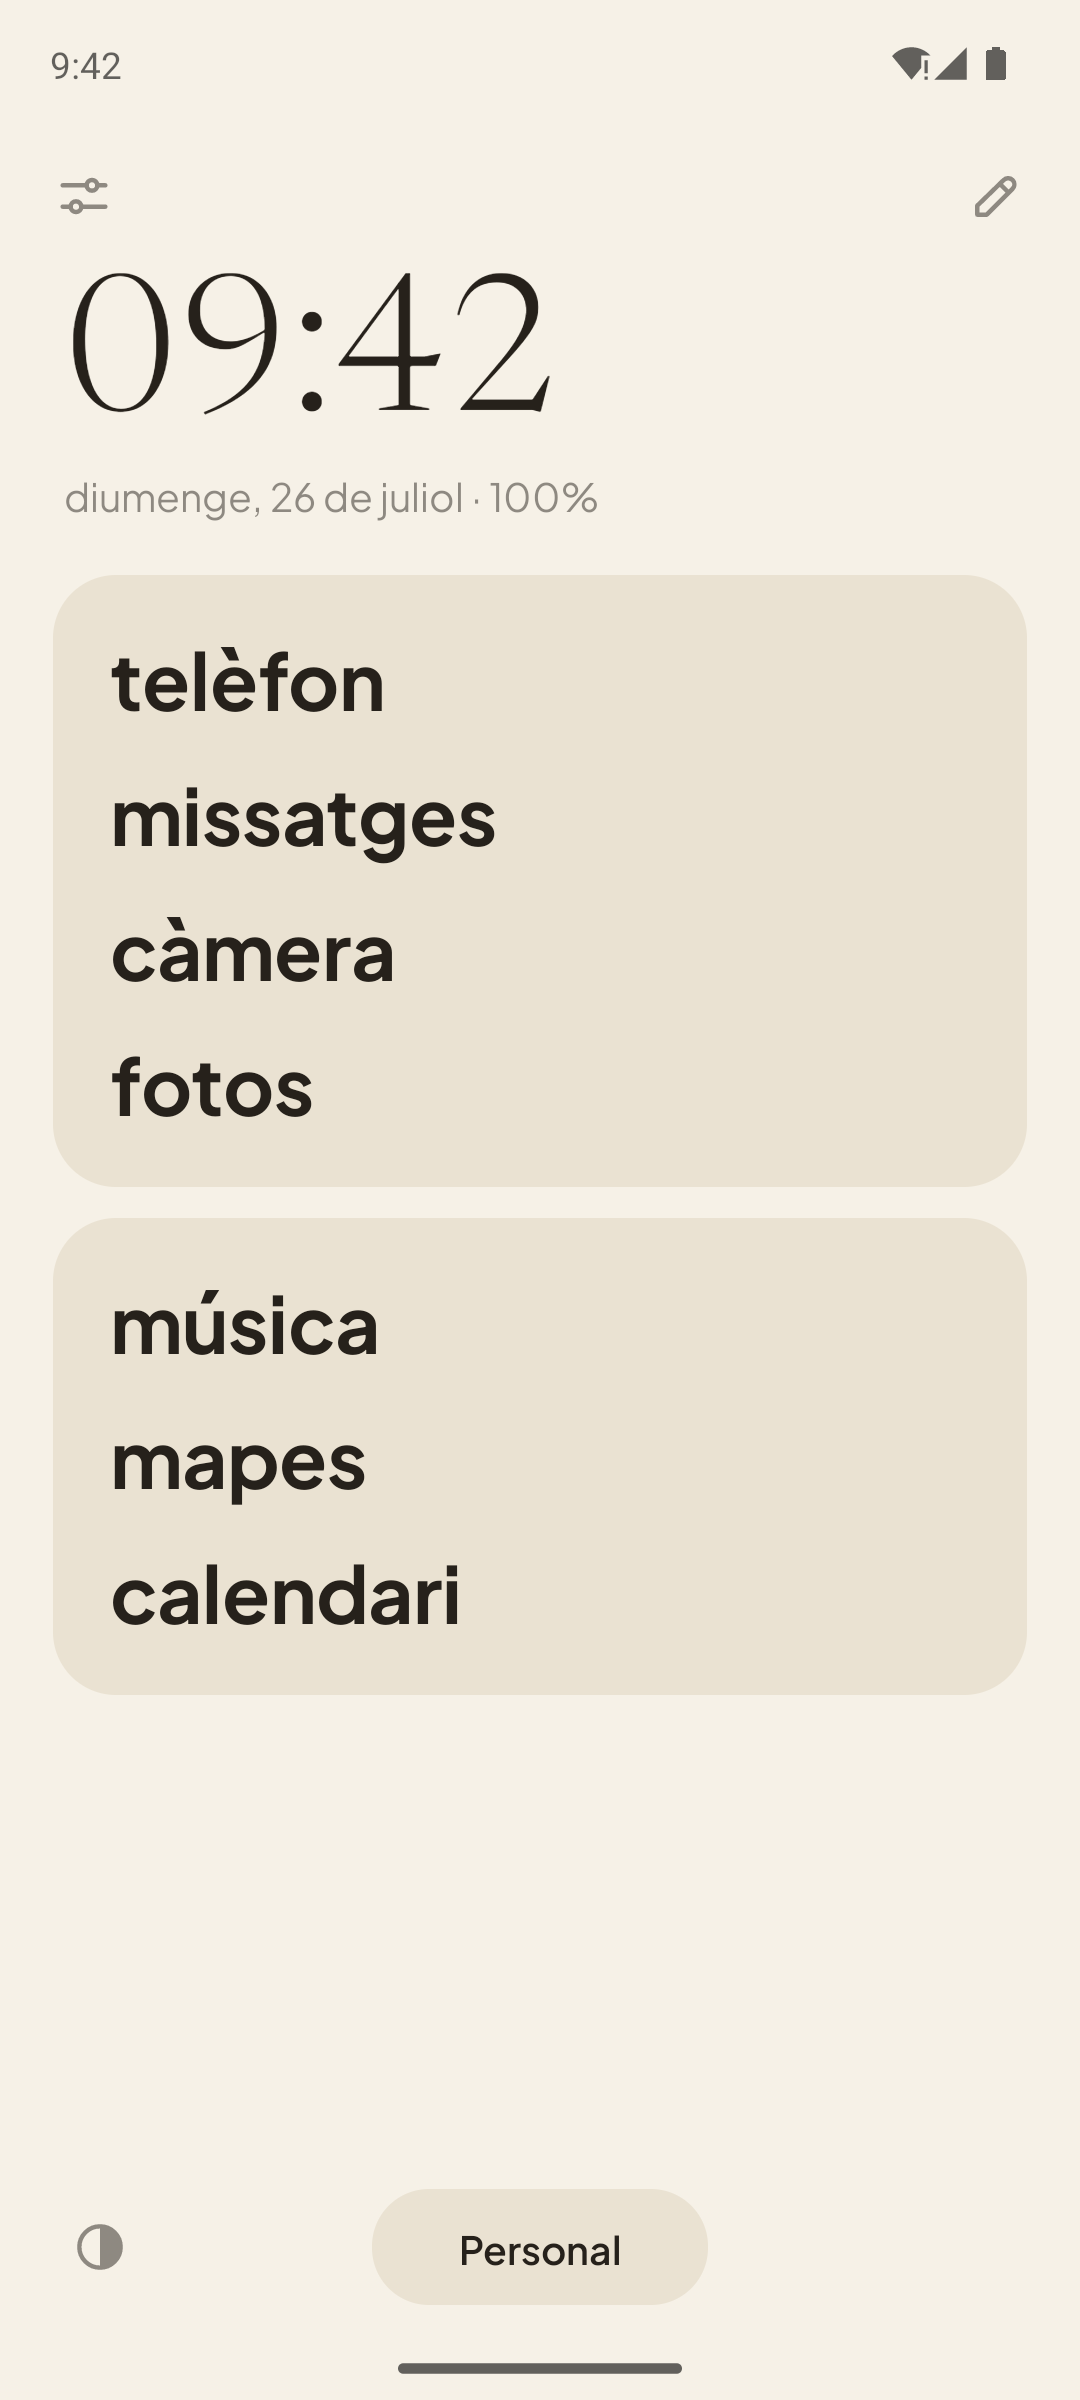 9:42
09:42
diumenge, 26 de juliol · 100%
telèfon
missatges
càmera
fotos
música
mapes
calendari
Personal